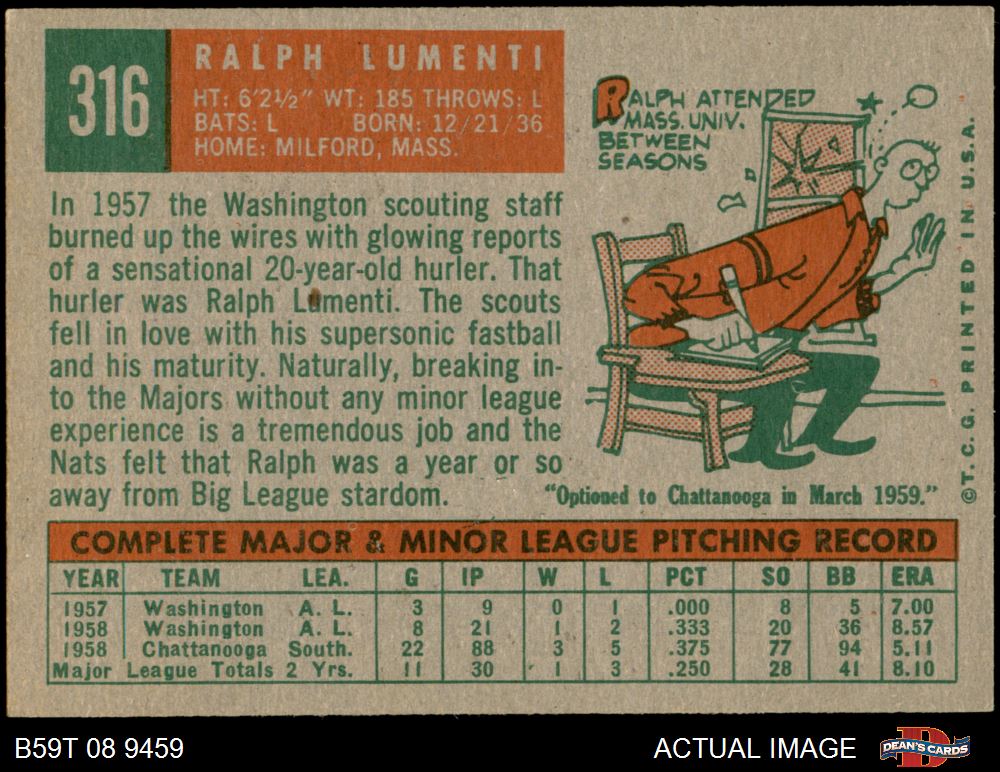 316
RALPH LUMENTI
HT: 6'2½" WT: 185 THROWS: L
BATS: L BORN: 12/21/36
HOME: MILFORD, MASS.
In 1957 the Washington scouting staff
burned up the wires with glowing reports
of a sensational 20-year-old hurler. That
hurler was Ralph Lumenti. The scouts
fell in love with his supersonic fastball
and his maturity. Naturally, breaking in-
to the Majors without any minor league
experience is a tremendous job and the
Nats felt that Ralph was a year or so
away from Big League stardom.
RALPH ATTENDED
MASS. UNIV.
BETWEEN
SEASONS
"Optioned to Chattanooga in March 1959."
©T. C. G. PRINTED IN U.S.A.
COMPLETE MAJOR & MINOR LEAGUE PITCHING RECORD
YEAR TEAM LEA. G IP W L PCT SO BB ERA
1957 Washington A. L. 3 9 0 1 .000 8 5 7.00
1958 Washington A. L. 8 21 1 2 .333 20 36 8.57
1958 Chattanooga South. 22 88 3 5 .375 77 94 5.11
Major League Totals 2 Yrs. 11 30 1 3 .250 28 41 8.10
B59T 08 9459 ACTUAL IMAGE DEAN'S CARDS